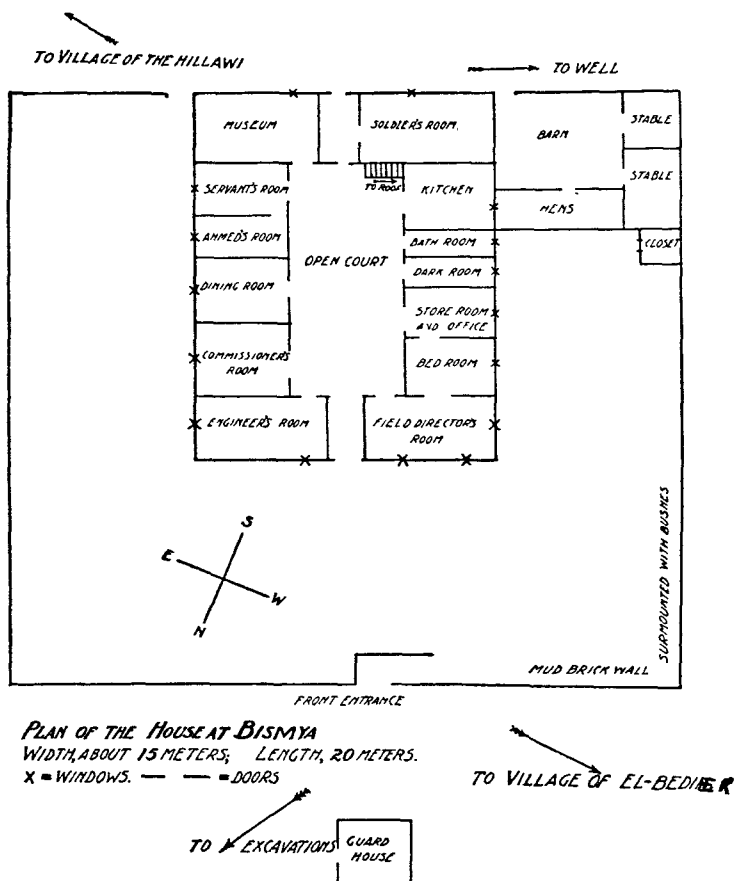 TO VILLAGE OF THE HILLAWI
TO WELL
MUSEUM
SOLDIER'S ROOM.
BARN
STABLE
STABLE
TO ROOF
SERVANT'S ROOM
KITCHEN
MENS
AHMED'S ROOM
BATH ROOM
CLOSET
OPEN COURT
DARK ROOM
DINING ROOM
STORE ROOM
AND OFFICE
COMMISSIONER'S
ROOM
BED ROOM
ENGINEER'S ROOM
FIELD DIRECTOR'S
ROOM
S
E
W
N
SURMOUNTED WITH BUSHES
MUD BRICK WALL
FRONT ENTRANCE
PLAN OF THE HOUSE AT BISMYA
WIDTH, ABOUT 15 METERS; LENGTH, 20 METERS.
X = WINDOWS. — — = DOORS
TO VILLAGE OF EL-BEDIER
TO EXCAVATIONS
GUARD
HOUSE